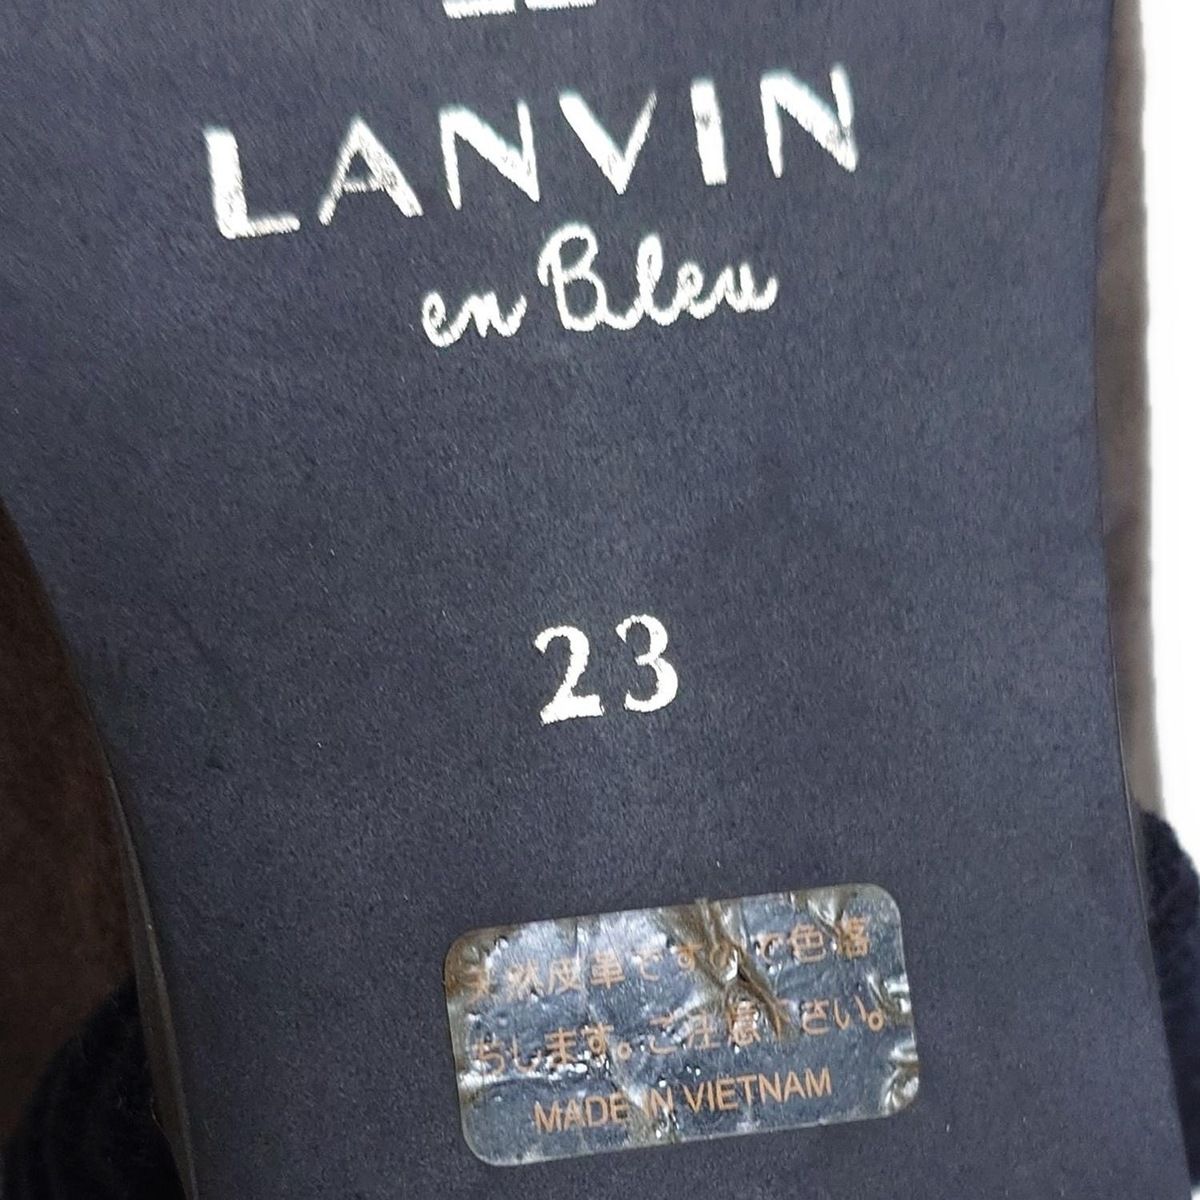 LANVIN
en Bleu
23
天然皮革ですので色落
ちします。ご注意下さい。
MADE IN VIETNAM